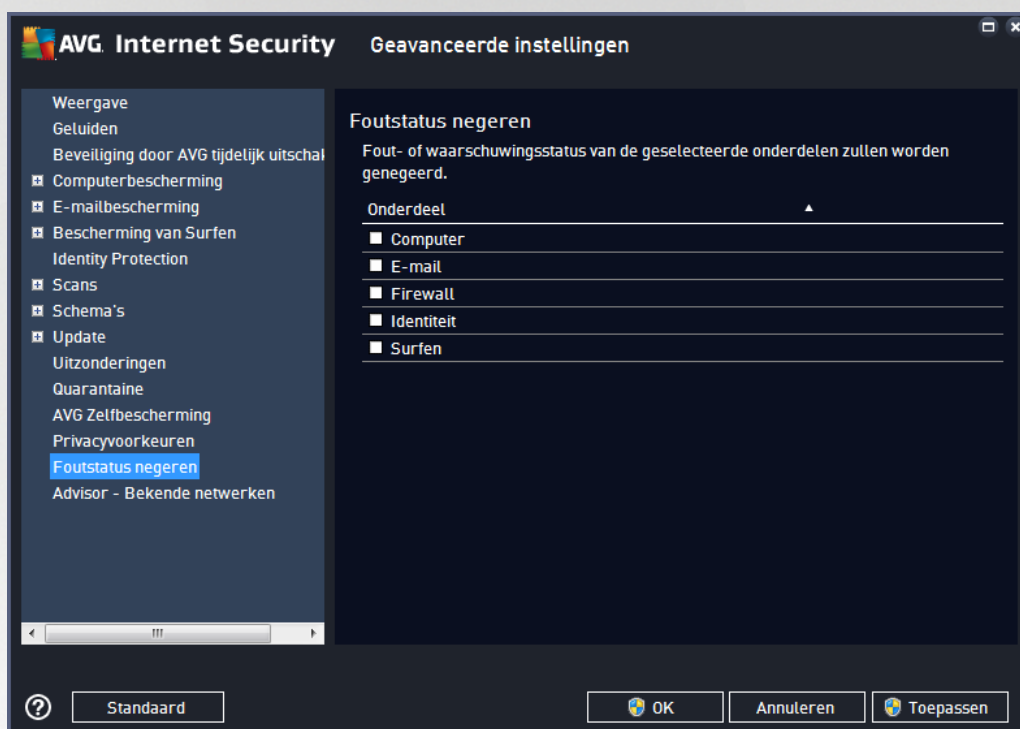 AVG. Internet Security
Geavanceerde instellingen
Weergave
Geluiden
Beveiliging door AVG tijdelijk uitschak
Computerbescherming
E-mailbescherming
Bescherming van Surfen
Identity Protection
Scans
Schema's
Update
Uitzonderingen
Quarantaine
AVG Zelfbescherming
Privacyvoorkeuren
Foutstatus negeren
Advisor - Bekende netwerken
Foutstatus negeren
Fout- of waarschuwingsstatus van de geselecteerde onderdelen zullen worden
genegeerd.
Onderdeel
Computer
E-mail
Firewall
Identiteit
Surfen
Standaard
OK
Annuleren
Toepassen